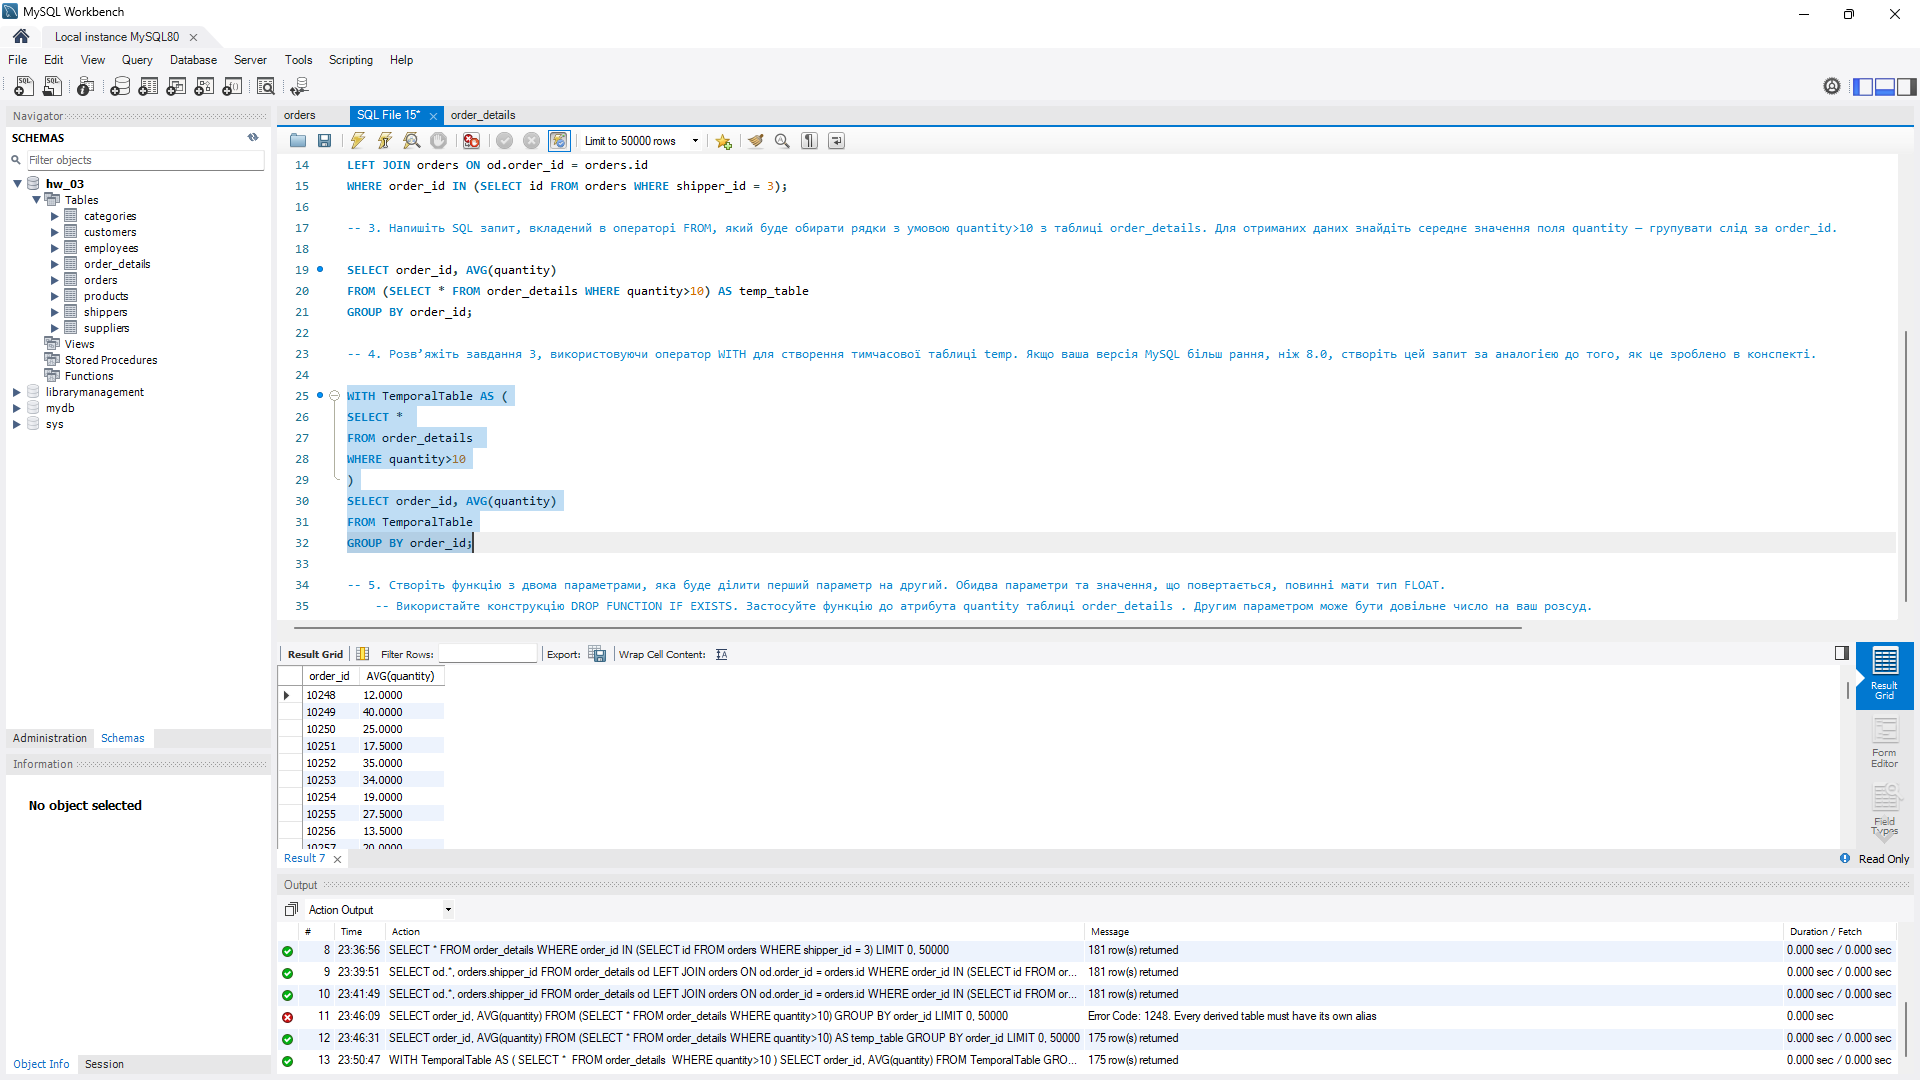 MySQL Workbench
Local instance MySQL80
File Edit View Query Database Server Tools Scripting Help
Navigator
SCHEMAS
Filter objects
hw_03
Tables
categories
customers
employees
order_details
orders
products
shippers
suppliers
Views
Stored Procedures
Functions
librarymanagement
mydb
sys
Administration Schemas
Information
No object selected
Object Info Session
orders SQL File 15* order_details
Limit to 50000 rows
14 LEFT JOIN orders ON od.order_id = orders.id
15 WHERE order_id IN (SELECT id FROM orders WHERE shipper_id = 3);
16
17 -- 3. Напишіть SQL запит, вкладений в операторі FROM, який буде обирати рядки з умовою quantity>10 з таблиці order_details. Для отриманих даних знайдіть середнє значення поля quantity — групувати слід за order_id.
18
19 SELECT order_id, AVG(quantity)
20 FROM (SELECT * FROM order_details WHERE quantity>10) AS temp_table
21 GROUP BY order_id;
22
23 -- 4. Розв’яжіть завдання 3, використовуючи оператор WITH для створення тимчасової таблиці temp. Якщо ваша версія MySQL більш рання, ніж 8.0, створіть цей запит за аналогією до того, як це зроблено в конспекті.
24
25 WITH TemporalTable AS (
26 SELECT *
27 FROM order_details
28 WHERE quantity>10
29 )
30 SELECT order_id, AVG(quantity)
31 FROM TemporalTable
32 GROUP BY order_id;
33
34 -- 5. Створіть функцію з двома параметрами, яка буде ділити перший параметр на другий. Обидва параметри та значення, що повертається, повинні мати тип FLOAT.
35 -- Використайте конструкцію DROP FUNCTION IF EXISTS. Застосуйте функцію до атрибута quantity таблиці order_details . Другим параметром може бути довільне число на ваш розсуд.
Result Grid Filter Rows: Export: Wrap Cell Content:
order_id AVG(quantity)
10248 12.0000
10249 40.0000
10250 25.0000
10251 17.5000
10252 35.0000
10253 34.0000
10254 19.0000
10255 27.5000
10256 13.5000
10257 20.0000
Result Grid
Form Editor
Field Types
Result 7 Read Only
Output
Action Output
# Time Action Message Duration / Fetch
8 23:36:56 SELECT * FROM order_details WHERE order_id IN (SELECT id FROM orders WHERE shipper_id = 3) LIMIT 0, 50000 181 row(s) returned 0.000 sec / 0.000 sec
9 23:39:51 SELECT od.*, orders.shipper_id FROM order_details od LEFT JOIN orders ON od.order_id = orders.id WHERE order_id IN (SELECT id FROM or... 181 row(s) returned 0.000 sec / 0.000 sec
10 23:41:49 SELECT od.*, orders.shipper_id FROM order_details od LEFT JOIN orders ON od.order_id = orders.id WHERE order_id IN (SELECT id FROM or... 181 row(s) returned 0.000 sec / 0.000 sec
11 23:46:09 SELECT order_id, AVG(quantity) FROM (SELECT * FROM order_details WHERE quantity>10) GROUP BY order_id LIMIT 0, 50000 Error Code: 1248. Every derived table must have its own alias 0.000 sec
12 23:46:31 SELECT order_id, AVG(quantity) FROM (SELECT * FROM order_details WHERE quantity>10) AS temp_table GROUP BY order_id LIMIT 0, 50000 175 row(s) returned 0.000 sec / 0.000 sec
13 23:50:47 WITH TemporalTable AS ( SELECT * FROM order_details WHERE quantity>10 ) SELECT order_id, AVG(quantity) FROM TemporalTable GRO... 175 row(s) returned 0.000 sec / 0.000 sec